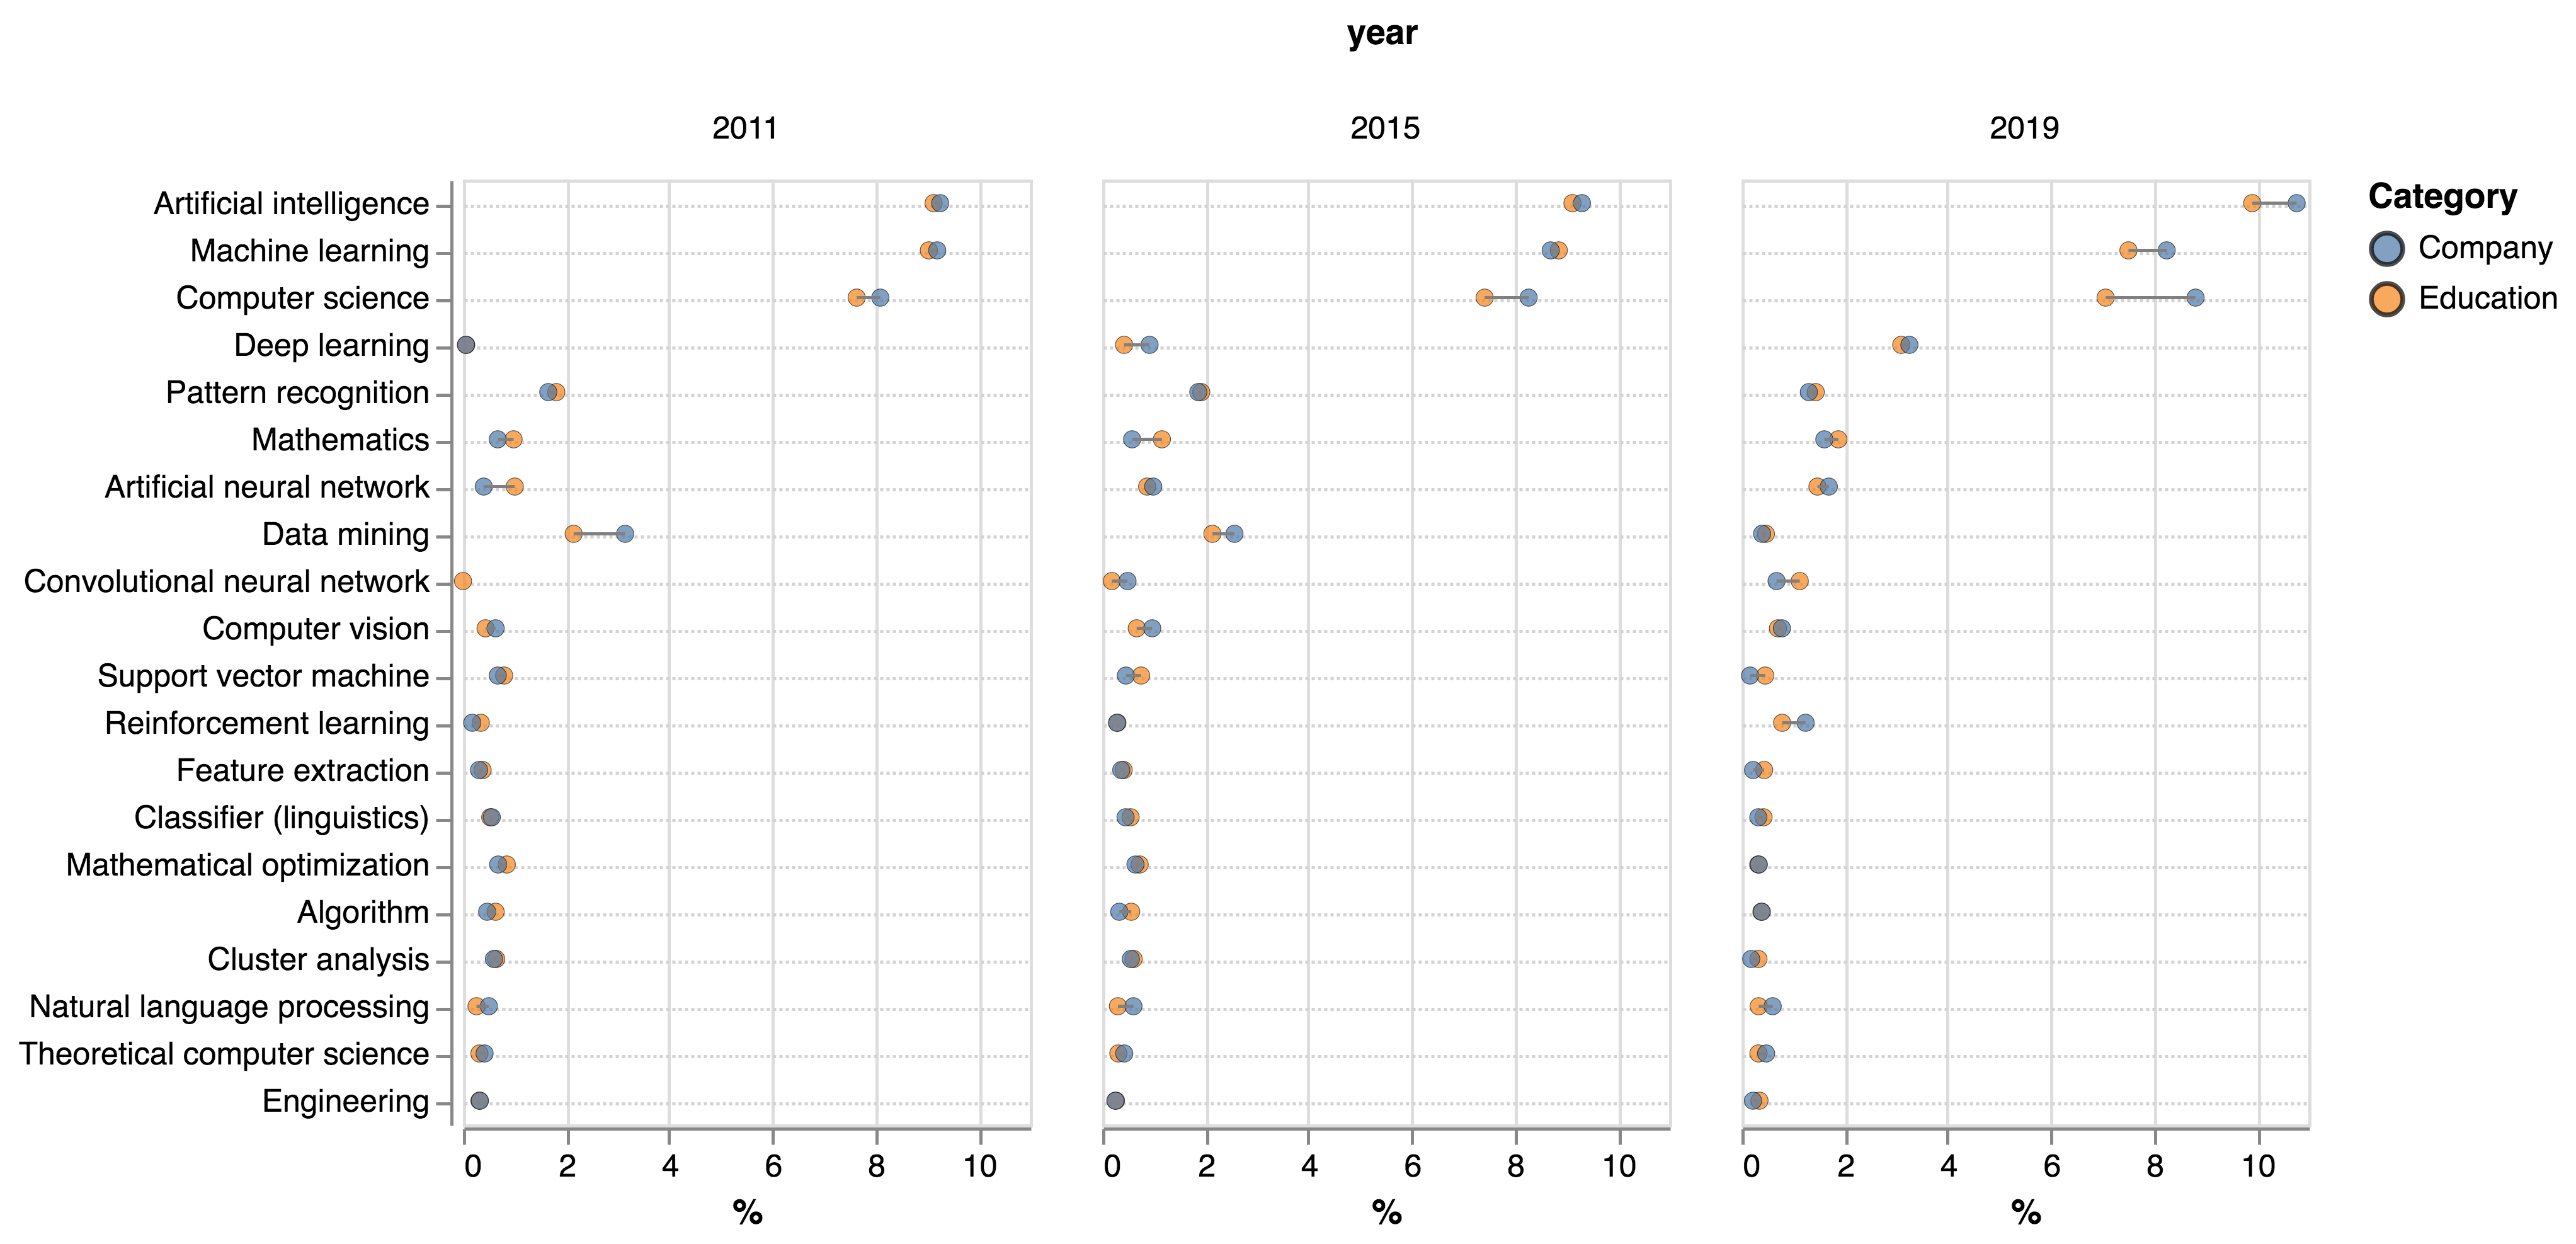 year
2011
2015
2019
Artificial intelligence
Machine learning
Computer science
Deep learning
Pattern recognition
Mathematics
Artificial neural network
Data mining
Convolutional neural network
Computer vision
Support vector machine
Reinforcement learning
Feature extraction
Classifier (linguistics)
Mathematical optimization
Algorithm
Cluster analysis
Natural language processing
Theoretical computer science
Engineering
0 2 4 6 8 10
%
0 2 4 6 8 10
%
0 2 4 6 8 10
%
Category
Company
Education